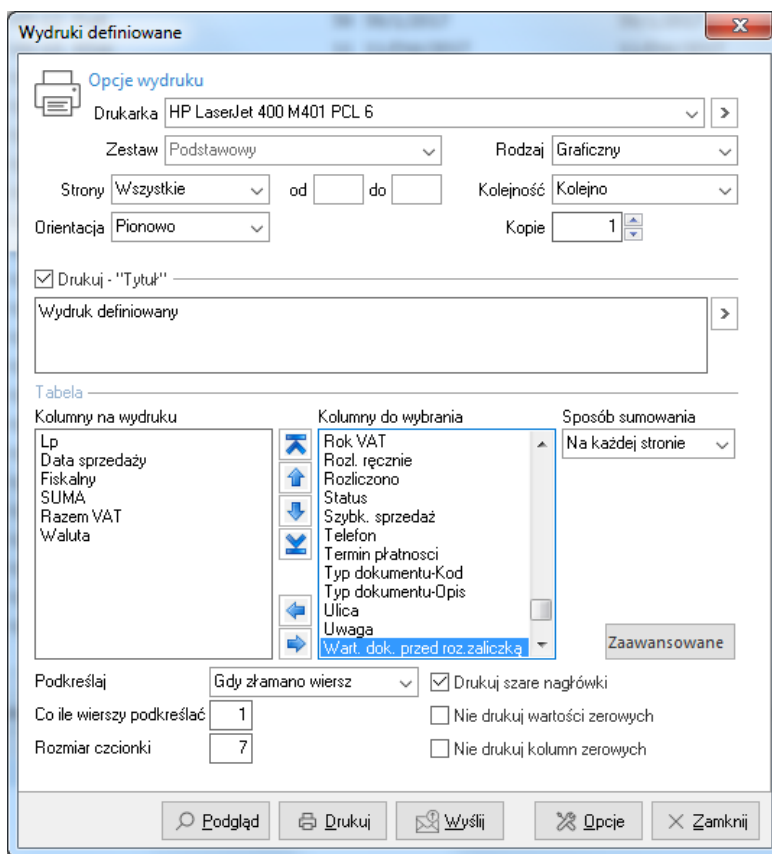 Wydruki definiowane
Opcje wydruku
Drukarka HP LaserJet 400 M401 PCL 6
Zestaw Podstawowy Rodzaj Graficzny
Strony Wszystkie od do Kolejność Kolejno
Orientacja Pionowo Kopie 1
Drukuj - "Tytuł"
Wydruk definiowany
Tabela
Kolumny na wydruku
Lp
Data sprzedaży
Fiskalny
SUMA
Razem VAT
Waluta
Kolumny do wybrania
Rok VAT
Rozl. ręcznie
Rozliczono
Status
Szybk. sprzedaż
Telefon
Termin płatnosci
Typ dokumentu-Kod
Typ dokumentu-Opis
Ulica
Uwaga
Wart. dok. przed roz.zaliczką
Sposób sumowania
Na każdej stronie
Zaawansowane
Podkreślaj Gdy złamano wiersz Drukuj szare nagłówki
Co ile wierszy podkreślać 1 Nie drukuj wartości zerowych
Rozmiar czcionki 7 Nie drukuj kolumn zerowych
Podgląd Drukuj Wyślij Opcje Zamknij